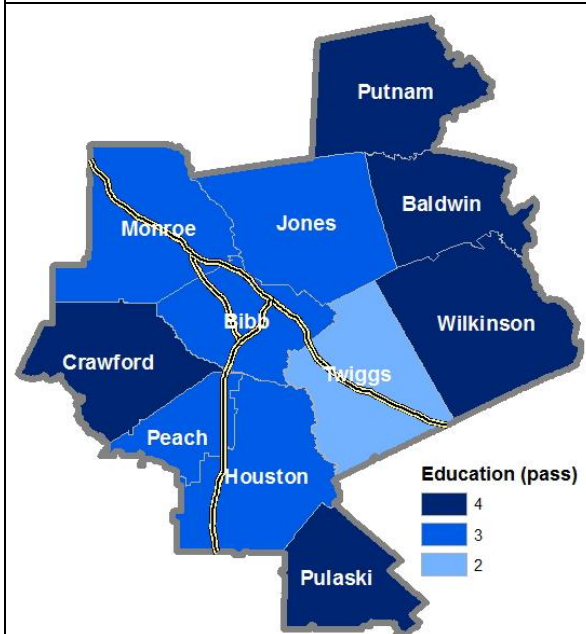 Putnam
Baldwin
Monroe
Jones
Bibb
Wilkinson
Crawford
Twiggs
Peach
Houston
Pulaski
Education (pass)
4
3
2